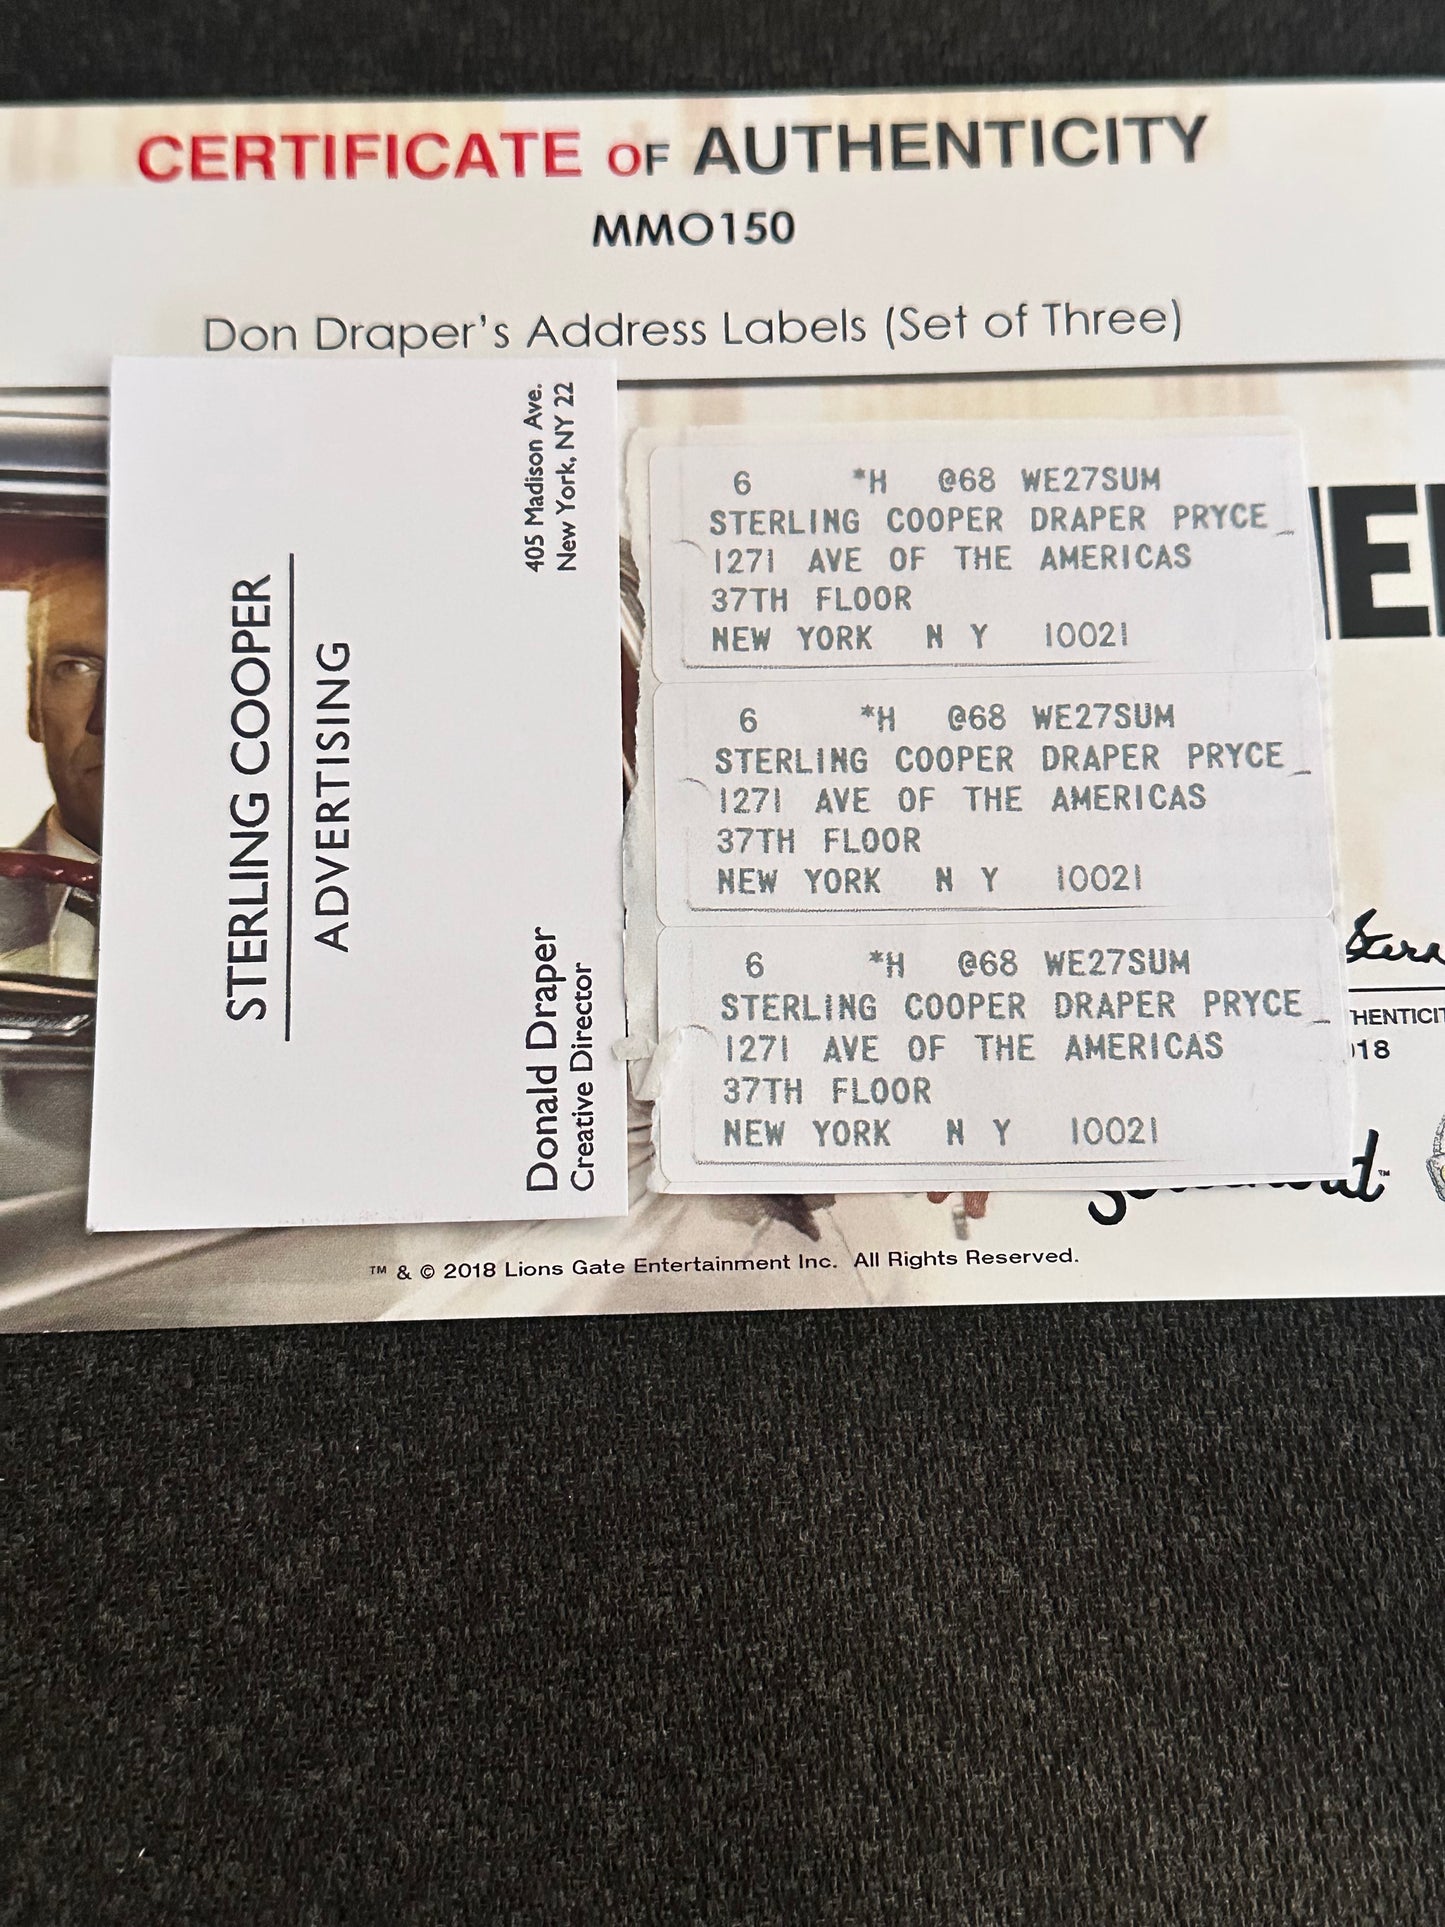 CERTIFICATE OF AUTHENTICITY
MMO150
Don Draper's Address Labels (Set of Three)
STERLING COOPER
ADVERTISING
405 Madison Ave.
New York, NY 22
Donald Draper
Creative Director
6 *H @68 WE27SUM
STERLING COOPER DRAPER PRYCE _
1271 AVE OF THE AMERICAS
37TH FLOOR
NEW YORK N Y 10021
6 *H @68 WE27SUM
STERLING COOPER DRAPER PRYCE _
1271 AVE OF THE AMERICAS
37TH FLOOR
NEW YORK N Y 10021
6 *H @68 WE27SUM
STERLING COOPER DRAPER PRYCE _
1271 AVE OF THE AMERICAS
37TH FLOOR
NEW YORK N Y 10021
™ & © 2018 Lions Gate Entertainment Inc. All Rights Reserved.